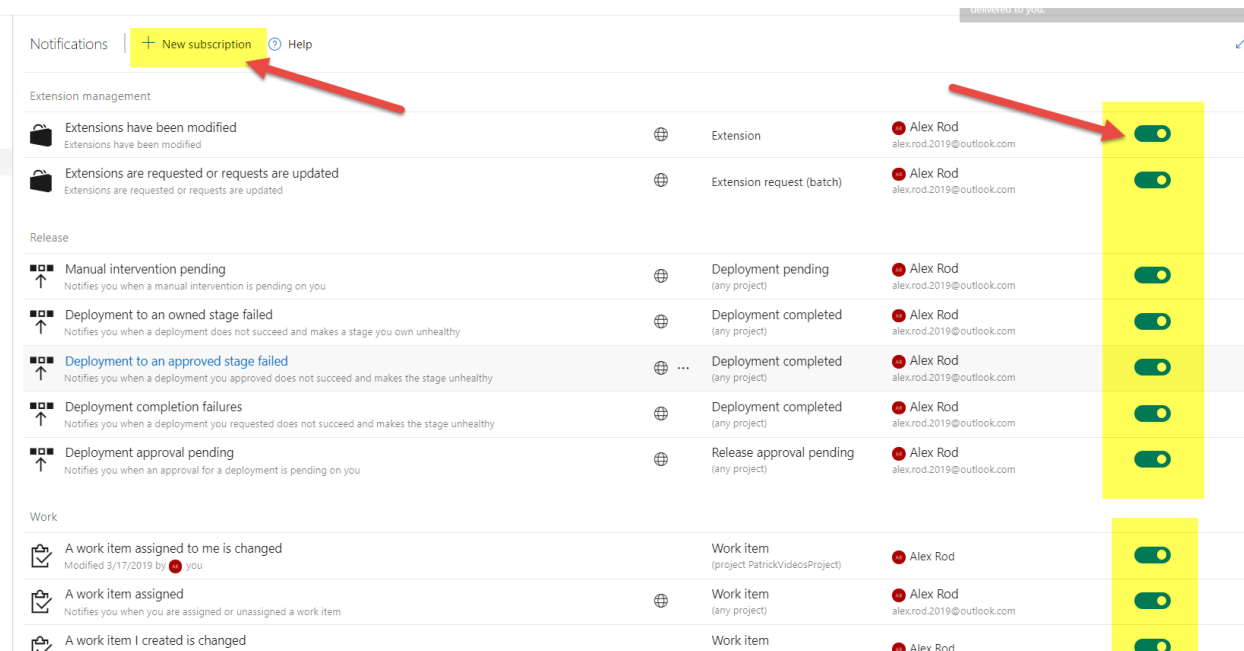 delivered to you.
Notifications + New subscription ? Help
Extension management
Extensions have been modified
Extensions have been modified
Extension
AR Alex Rod
alex.rod.2019@outlook.com
Extensions are requested or requests are updated
Extensions are requested or requests are updated
Extension request (batch)
AR Alex Rod
alex.rod.2019@outlook.com
Release
Manual intervention pending
Notifies you when a manual intervention is pending on you
Deployment pending
(any project)
AR Alex Rod
alex.rod.2019@outlook.com
Deployment to an owned stage failed
Notifies you when a deployment does not succeed and makes a stage you own unhealthy
Deployment completed
(any project)
AR Alex Rod
alex.rod.2019@outlook.com
Deployment to an approved stage failed
Notifies you when a deployment you approved does not succeed and makes the stage unhealthy
...
Deployment completed
(any project)
AR Alex Rod
alex.rod.2019@outlook.com
Deployment completion failures
Notifies you when a deployment you requested does not succeed and makes the stage unhealthy
Deployment completed
(any project)
AR Alex Rod
alex.rod.2019@outlook.com
Deployment approval pending
Notifies you when an approval for a deployment is pending on you
Release approval pending
(any project)
AR Alex Rod
alex.rod.2019@outlook.com
Work
A work item assigned to me is changed
Modified 3/17/2019 by AR you
Work item
(project PatrickVideosProject)
AR Alex Rod
A work item assigned
Notifies you when you are assigned or unassigned a work item
Work item
(any project)
AR Alex Rod
alex.rod.2019@outlook.com
A work item I created is changed
Work item
Alex Rod